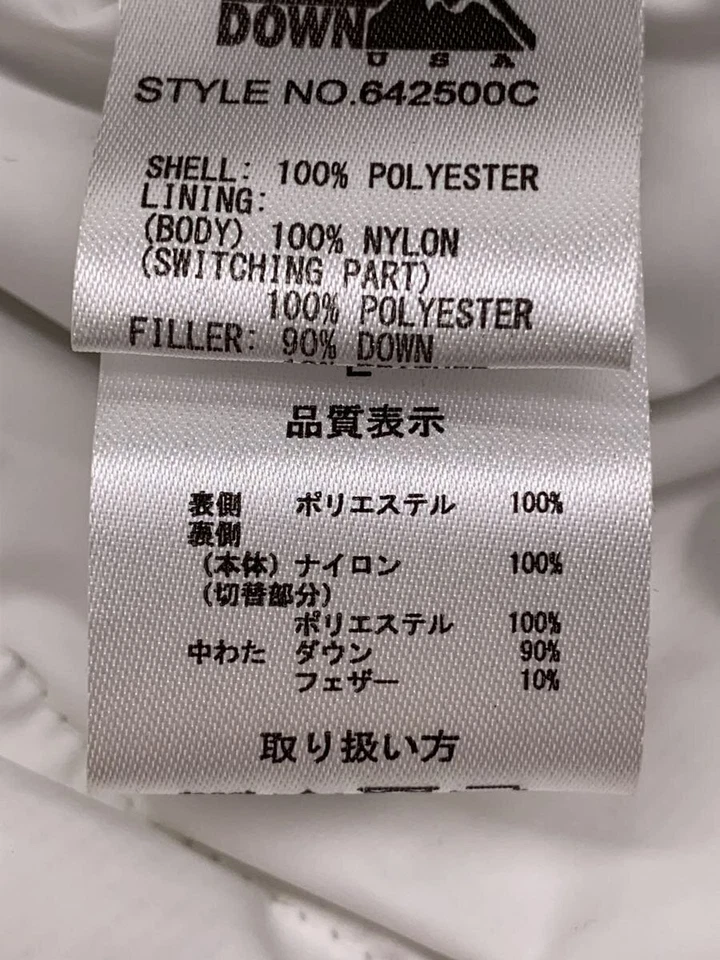 DOWN
USA
STYLE NO.642500C
SHELL: 100% POLYESTER
LINING:
(BODY) 100% NYLON
(SWITCHING PART)
100% POLYESTER
FILLER: 90% DOWN
品質表示
表側 ポリエステル 100%
裏側
(本体) ナイロン 100%
(切替部分)
ポリエステル 100%
中わた ダウン 90%
フェザー 10%
取り扱い方